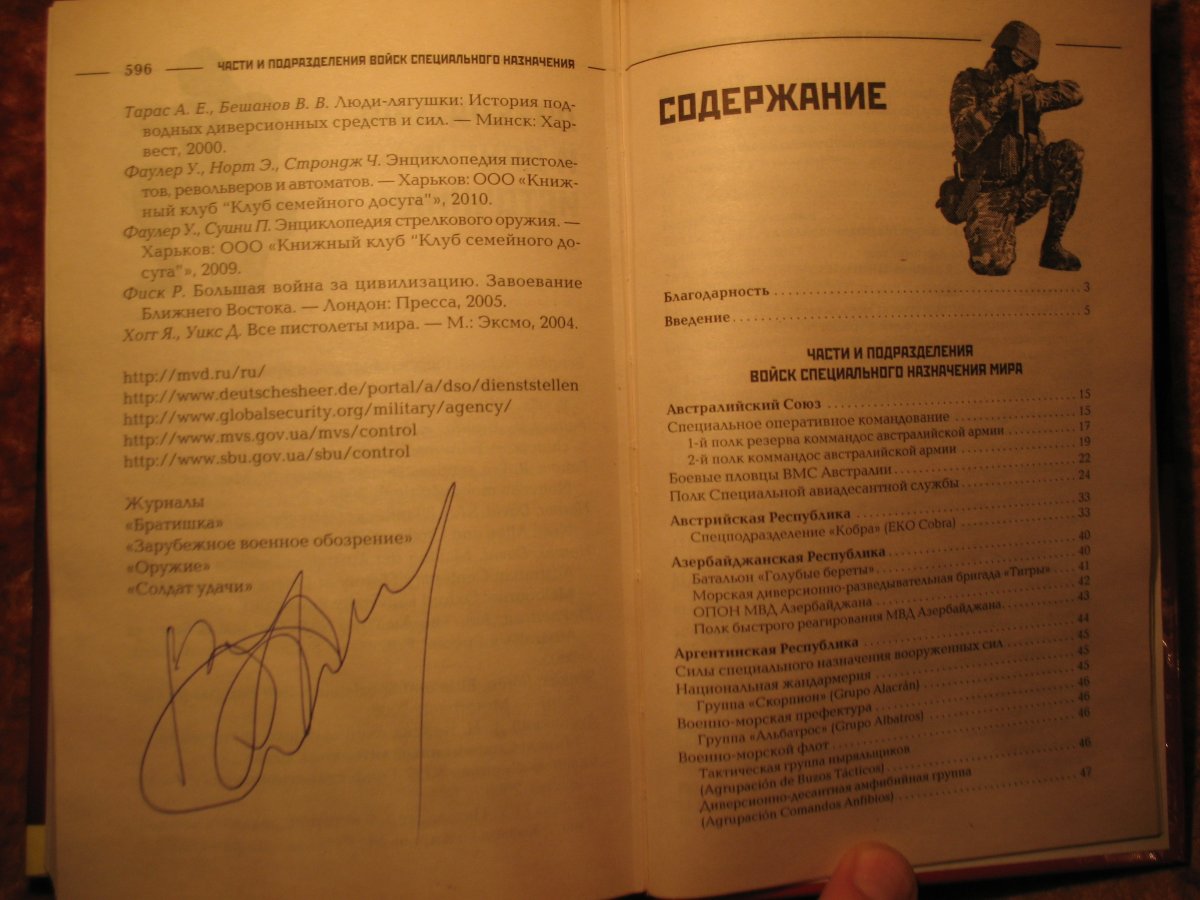 596 ЧАСТИ И ПОДРАЗДЕЛЕНИЯ ВОЙСК СПЕЦИАЛЬНОГО НАЗНАЧЕНИЯ
Тарас А. Е., Бешанов В. В. Люди-лягушки: История под-
водных диверсионных средств и сил. — Минск: Хар-
вест, 2000.
Фаулер У., Норт Э., Строндж Ч. Энциклопедия пистоле-
тов, револьверов и автоматов. — Харьков: ООО «Книж-
ный клуб "Клуб семейного досуга"», 2010.
Фаулер У., Суини П. Энциклопедия стрелкового оружия. —
Харьков: ООО «Книжный клуб "Клуб семейного до-
суга"», 2009.
Фиск Р. Большая война за цивилизацию. Завоевание
Ближнего Востока. — Лондон: Пресса, 2005.
Хогг Я., Уикс Д. Все пистолеты мира. — М.: Эксмо, 2004.
http://mvd.ru/ru/
http://www.deutschesheer.de/portal/a/dso/dienststellen
http://www.globalsecurity.org/military/agency/
http://www.mvs.gov.ua/mvs/control
http://www.sbu.gov.ua/sbu/control
Журналы
«Братишка»
«Зарубежное военное обозрение»
«Оружие»
«Солдат удачи»
СОДЕРЖАНИЕ
Благодарность 3
Введение 5
ЧАСТИ И ПОДРАЗДЕЛЕНИЯ
ВОЙСК СПЕЦИАЛЬНОГО НАЗНАЧЕНИЯ МИРА
Австралийский Союз 15
Специальное оперативное командование 15
1-й полк резерва коммандос австралийской армии 17
2-й полк коммандос австралийской армии 19
Боевые пловцы ВМС Австралии 22
Полк Специальной авиадесантной службы 24
Австрийская Республика 33
Спецподразделение «Кобра» (EKO Cobra) 33
Азербайджанская Республика 40
Батальон «Голубые береты» 40
Морская диверсионно-разведывательная бригада «Тигры» 41
ОПОН МВД Азербайджана 42
Полк быстрого реагирования МВД Азербайджана 43
Аргентинская Республика 44
Силы специального назначения вооруженных сил 45
Национальная жандармерия 45
Группа «Скорпион» (Grupo Alacrán) 45
Военно-морская префектура 46
Группа «Альбатрос» (Grupo Albatros) 46
Военно-морской флот 46
Тактическая группа ныряльщиков
(Agrupación de Buzos Tácticos) 46
Диверсионно-десантная амфибийная группа
(Agrupación Comandos Anfibios) 47